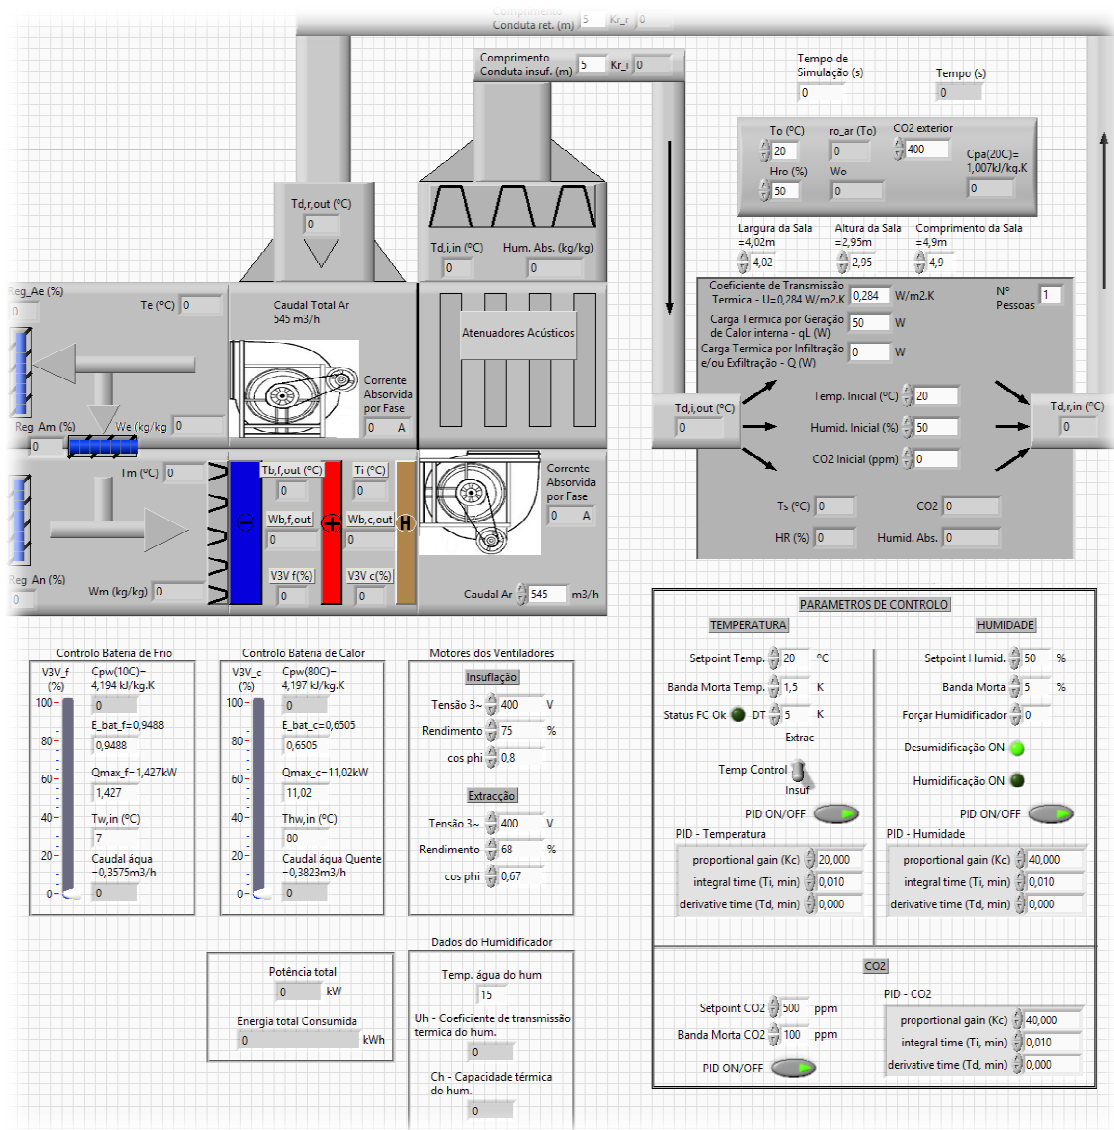 Comprimento
Conduta ret. (m) 5 Kr_r 0
Comprimento
Conduta insuf. (m) 5 Kr_i 0
Tempo de
Simulação (s)
0
Tempo (s)
0
To (ºC)
20
ro_ar (To)
0
CO2 exterior
400
Cpa(20C)=
1,007kJ/kg.K
0
Hro (%)
50
Wo
0
Largura da Sala
=4,02m
4,02
Altura da Sala
=2,95m
2,95
Comprimento da Sala
=4,9m
4,9
Td,r,out (ºC)
0
Td,i,in (ºC)
0
Hum. Abs. (kg/kg)
0
Reg_Ae (%)
0
Te (ºC) 0
Caudal Total Ar
545 m3/h
Corrente
Absorvida
por Fase
0 A
Atenuadores Acústicos
We (kg/kg 0
Reg_Am (%)
0
Coeficiente de Transmissão
Termica - U=0,284 W/m2.K 0,284 W/m2.K
Nº
Pessoas 1
Carga Termica por Geração
de Calor interna - qL (W) 50 W
Carga Termica por Infiltração
e/ou Exfiltração - Q (W) 0 W
Temp. Inicial (ºC) 20
Humid. Inicial (%) 50
CO2 Inicial (ppm) 0
Td,i,out (ºC)
0
Td,r,in (ºC)
0
Ts (ºC) 0
CO2 0
HR (%) 0
Humid. Abs. 0
Tm (ºC) 0
Tb,f,out (ºC)
0
Wb,f,out
0
V3V f(%)
0
Ti (ºC)
0
Wb,c,out
0
V3V c(%)
0
H
Corrente
Absorvida
por Fase
0 A
Reg_An (%)
0
Wm (kg/kg) 0
Caudal Ar 545 m3/h
Controlo Bateria de Frio
V3V_f
(%)
100
80
60
40
20
0
Cpw(10C)=
4,194 kJ/kg.K
0
E_bat_f=0,9488
0,9488
Qmax_f=1,427kW
1,427
Tw,in (ºC)
7
Caudal água
=0,3575m3/h
0
Controlo Bateria de Calor
V3V_c
(%)
100
80
60
40
20
0
Cpw(80C)=
4,197 kJ/kg.K
0
E_bat_c=0,6505
0,6505
Qmax_c=11,02kW
11,02
Thw,in (ºC)
80
Caudal água Quente
=0,3823m3/h
0
Motores dos Ventiladores
Insuflação
Tensão 3~ 400 V
Rendimento 75 %
cos phi 0,8
Extracção
Tensão 3~ 400 V
Rendimento 68 %
cos phi 0,67
PARAMETROS DE CONTROLO
TEMPERATURA
Setpoint Temp. 20 ºC
Banda Morta Temp. 1,5 K
Status FC Ok DT 5 K
Extrac
Temp Control
Insuf
PID ON/OFF
PID - Temperatura
proportional gain (Kc) 20,000
integral time (Ti, min) 0,010
derivative time (Td, min) 0,000
HUMIDADE
Setpoint Humid. 50 %
Banda Morta 5 %
Forçar Humidificador 0
Desumidificação ON
Humidificação ON
PID ON/OFF
PID - Humidade
proportional gain (Kc) 40,000
integral time (Ti, min) 0,010
derivative time (Td, min) 0,000
CO2
Setpoint CO2 500 ppm
Banda Morta CO2 100 ppm
PID ON/OFF
PID - CO2
proportional gain (Kc) 40,000
integral time (Ti, min) 0,010
derivative time (Td, min) 0,000
Potência total
0 kW
Energia total Consumida
0 kWh
Dados do Humidificador
Temp. água do hum
15
Uh - Coeficiente de transmissão
termica do hum.
0
Ch - Capacidade térmica
do hum.
0